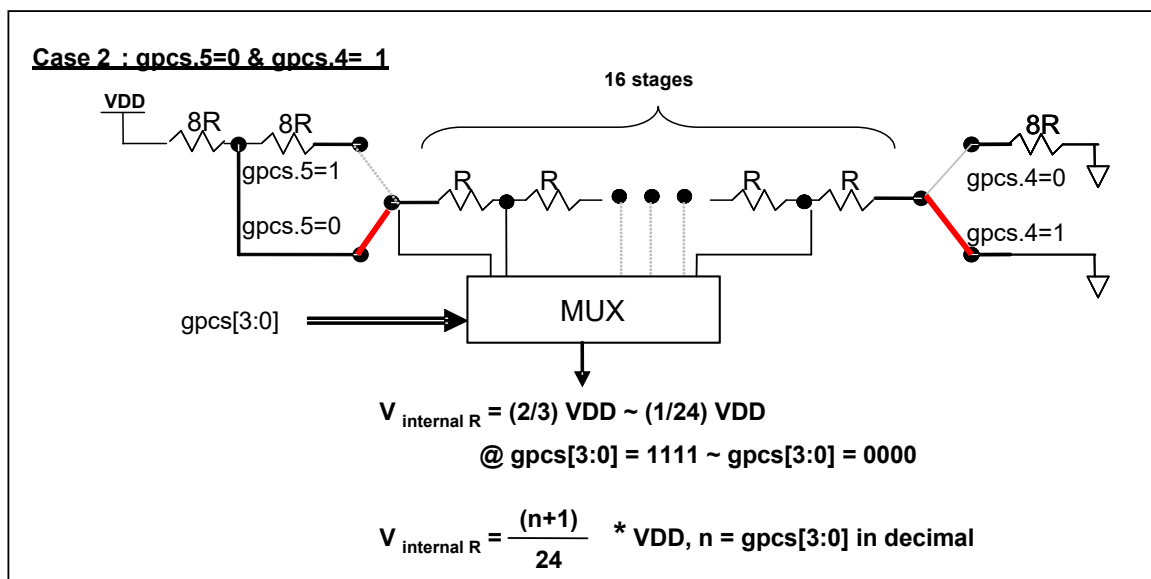 Case 2 : gpcs.5=0 & gpcs.4= 1
16 stages
VDD
8R 8R 8R
gpcs.5=1
R R R R
gpcs.4=0
gpcs.5=0
gpcs.4=1
gpcs[3:0]
MUX
V internal R = (2/3) VDD ~ (1/24) VDD
@ gpcs[3:0] = 1111 ~ gpcs[3:0] = 0000
V internal R = (n+1) / 24 * VDD, n = gpcs[3:0] in decimal